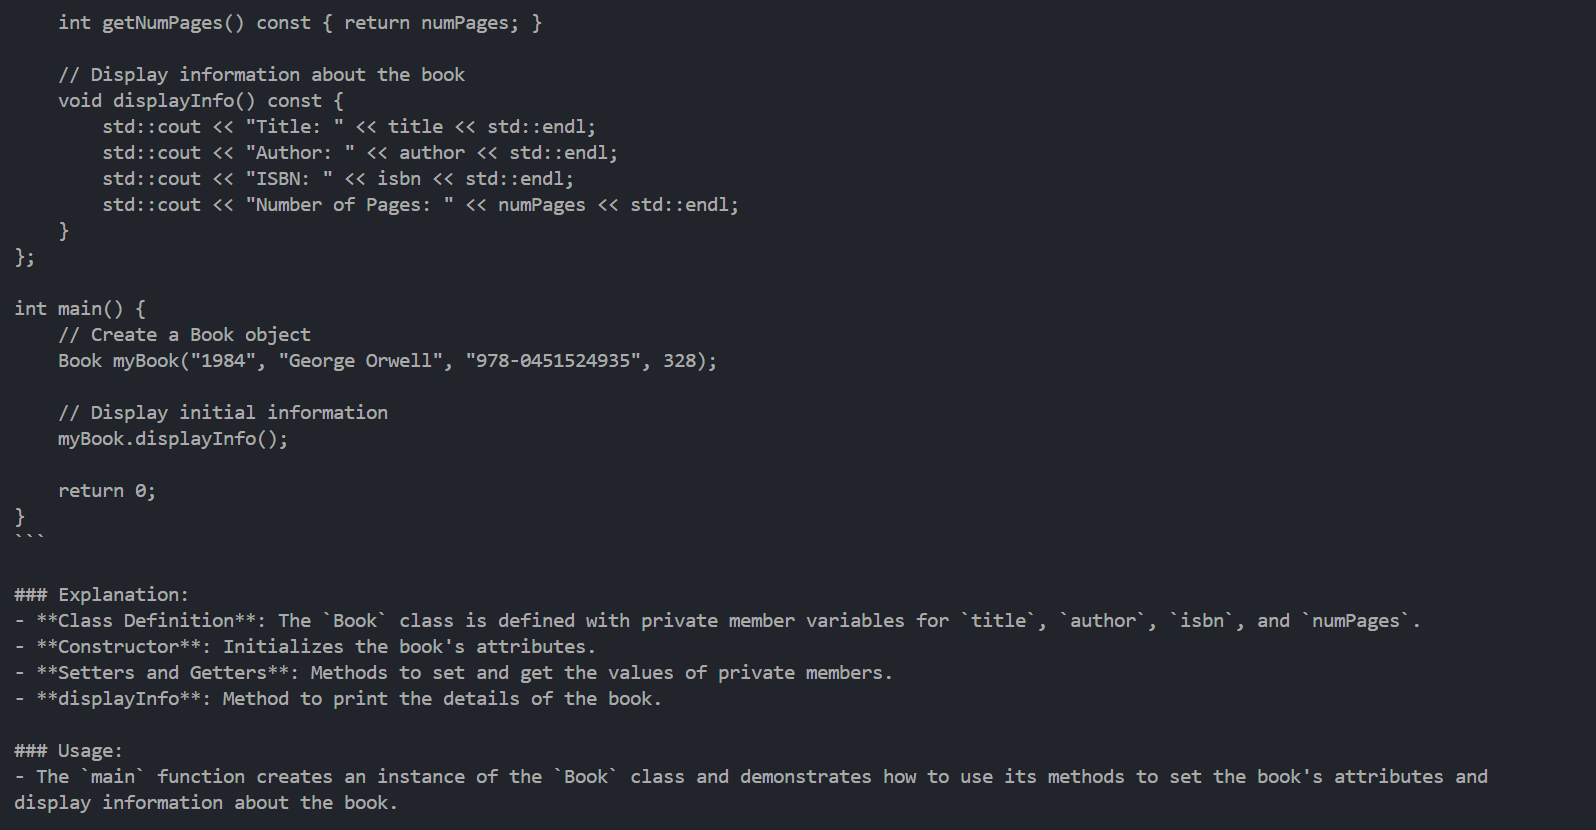 int getNumPages() const { return numPages; }

    // Display information about the book
    void displayInfo() const {
        std::cout << "Title: " << title << std::endl;
        std::cout << "Author: " << author << std::endl;
        std::cout << "ISBN: " << isbn << std::endl;
        std::cout << "Number of Pages: " << numPages << std::endl;
    }
};

int main() {
    // Create a Book object
    Book myBook("1984", "George Orwell", "978-0451524935", 328);

    // Display initial information
    myBook.displayInfo();

    return 0;
}
```

### Explanation:
- **Class Definition**: The `Book` class is defined with private member variables for `title`, `author`, `isbn`, and `numPages`.
- **Constructor**: Initializes the book's attributes.
- **Setters and Getters**: Methods to set and get the values of private members.
- **displayInfo**: Method to print the details of the book.

### Usage:
- The `main` function creates an instance of the `Book` class and demonstrates how to use its methods to set the book's attributes and
display information about the book.